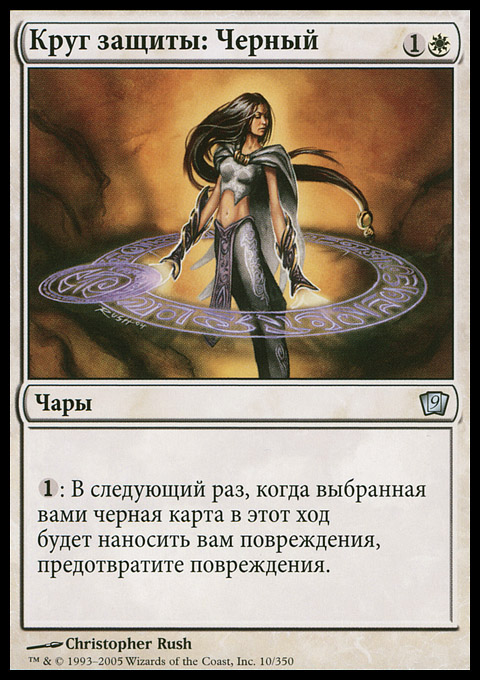 Круг защиты: Черный 1
9
Чары
1: В следующий раз, когда выбранная
вами черная карта в этот ход
будет наносить вам повреждения,
предотвратите повреждения.
Christopher Rush
™ & © 1993–2005 Wizards of the Coast, Inc. 10/350